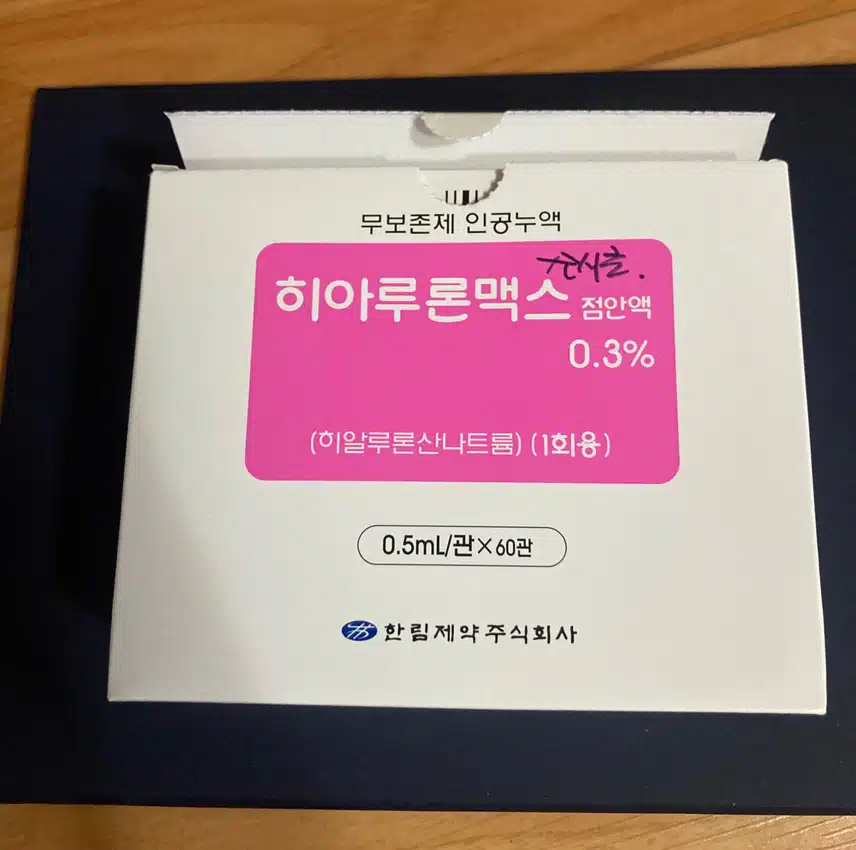 무보존제 인공누액
히아루론맥스 점안액
0.3%
(히알루론산나트륨) (1회용)
0.5mL/관×60관
한림제약주식회사